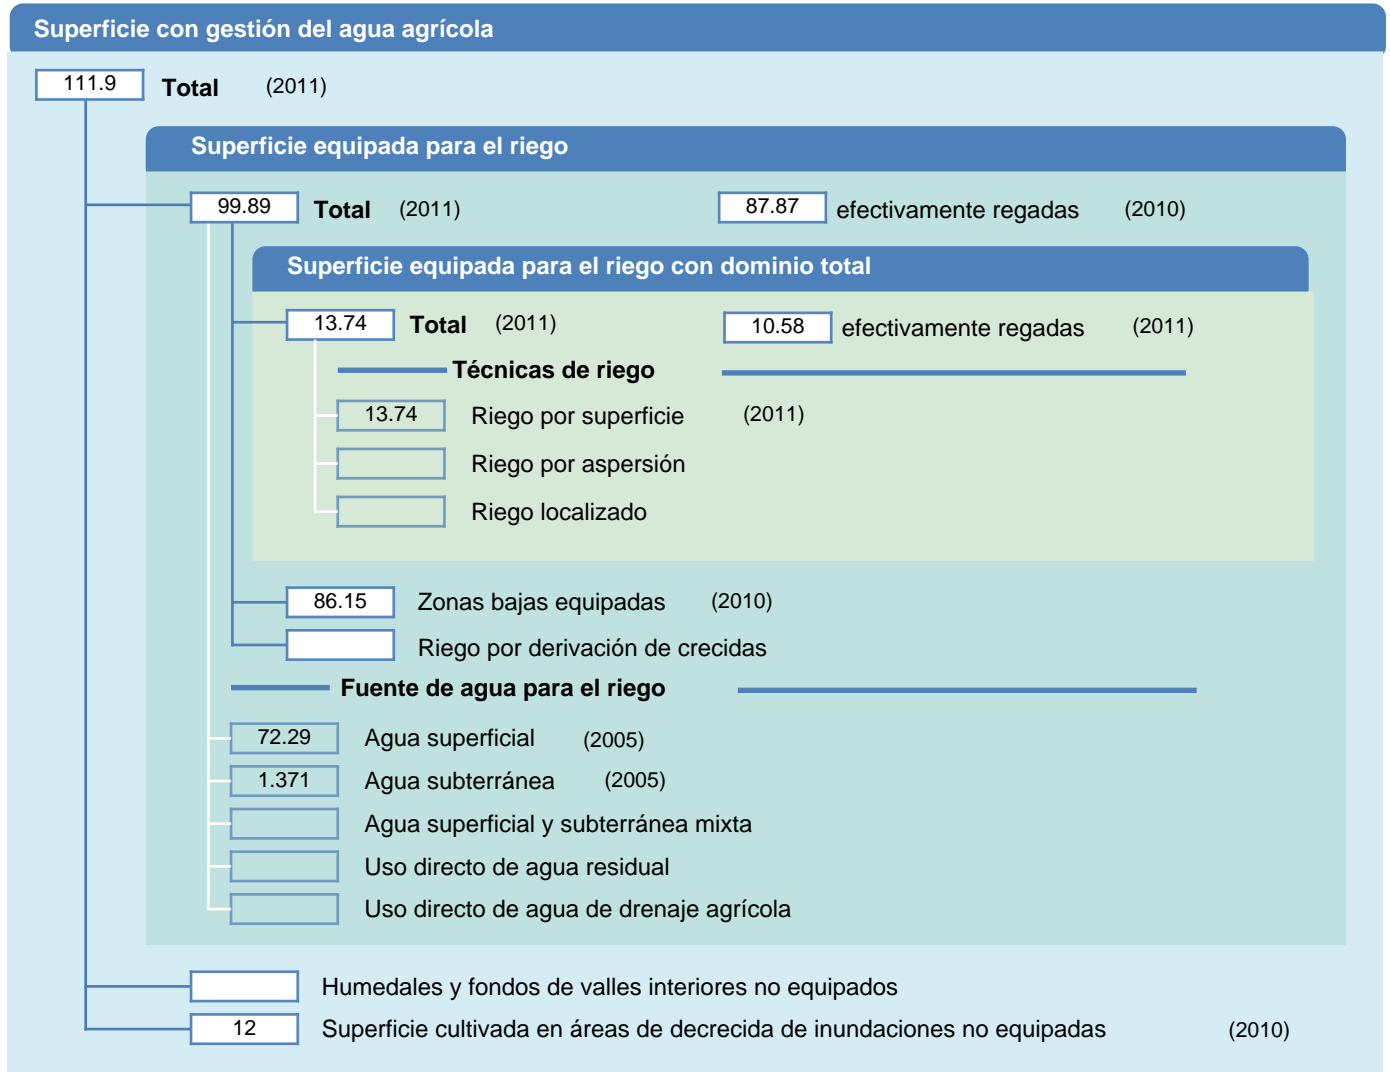 Superficie con gestión del agua agrícola
111.9 Total (2011)
Superficie equipada para el riego
99.89 Total (2011) 87.87 efectivamente regadas (2010)
Superficie equipada para el riego con dominio total
13.74 Total (2011) 10.58 efectivamente regadas (2011)
Técnicas de riego
13.74 Riego por superficie (2011)
Riego por aspersión
Riego localizado
86.15 Zonas bajas equipadas (2010)
Riego por derivación de crecidas
Fuente de agua para el riego
72.29 Agua superficial (2005)
1.371 Agua subterránea (2005)
Agua superficial y subterránea mixta
Uso directo de agua residual
Uso directo de agua de drenaje agrícola
Humedales y fondos de valles interiores no equipados
12 Superficie cultivada en áreas de decrecida de inundaciones no equipadas (2010)